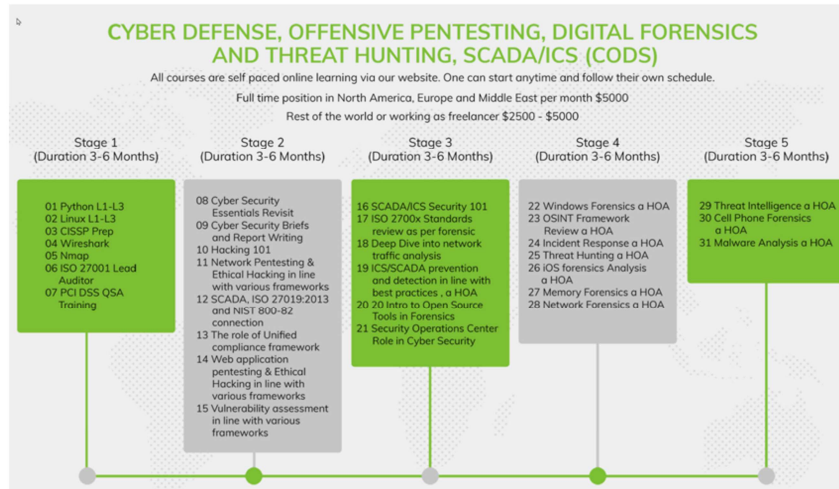 CYBER DEFENSE, OFFENSIVE PENTESTING, DIGITAL FORENSICS
AND THREAT HUNTING, SCADA/ICS (CODS)
All courses are self paced online learning via our website. One can start anytime and follow their own schedule.
Full time position in North America, Europe and Middle East per month $5000
Rest of the world or working as freelancer $2500 - $5000
Stage 1
(Duration 3-6 Months)
01 Python L1-L3
02 Linux L1-L3
03 CISSP Prep
04 Wireshark
05 Nmap
06 ISO 27001 Lead
Auditor
07 PCI DSS QSA
Training
Stage 2
(Duration 3-6 Months)
08 Cyber Security
Essentials Revisit
09 Cyber Security Briefs
and Report Writing
10 Hacking 101
11 Network Pentesting &
Ethical Hacking in line
with various frameworks
12 SCADA, ISO 27019:2013
and NIST 800-82
connection
13 The role of Unified
compliance framework
14 Web application
pentesting & Ethical
Hacking in line with
various frameworks
15 Vulnerability assessment
in line with various
frameworks
Stage 3
(Duration 3-6 Months)
16 SCADA/ICS Security 101
17 ISO 2700x Standards
review as per forensic
18 Deep Dive into network
traffic analysis
19 ICS/SCADA prevention
and detection in line with
best practices , a HOA
20 20 Intro to Open Source
Tools in Forensics
21 Security Operations Center
Role in Cyber Security
Stage 4
(Duration 3-6 Months)
22 Windows Forensics a HOA
23 OSINT Framework
Review a HOA
24 Incident Response a HOA
25 Threat Hunting a HOA
26 iOS forensics Analysis
a HOA
27 Memory Forensics a HOA
28 Network Forensics a HOA
Stage 5
(Duration 3-6 Months)
29 Threat Intelligence a HOA
30 Cell Phone Forensics
a HOA
31 Malware Analysis a HOA